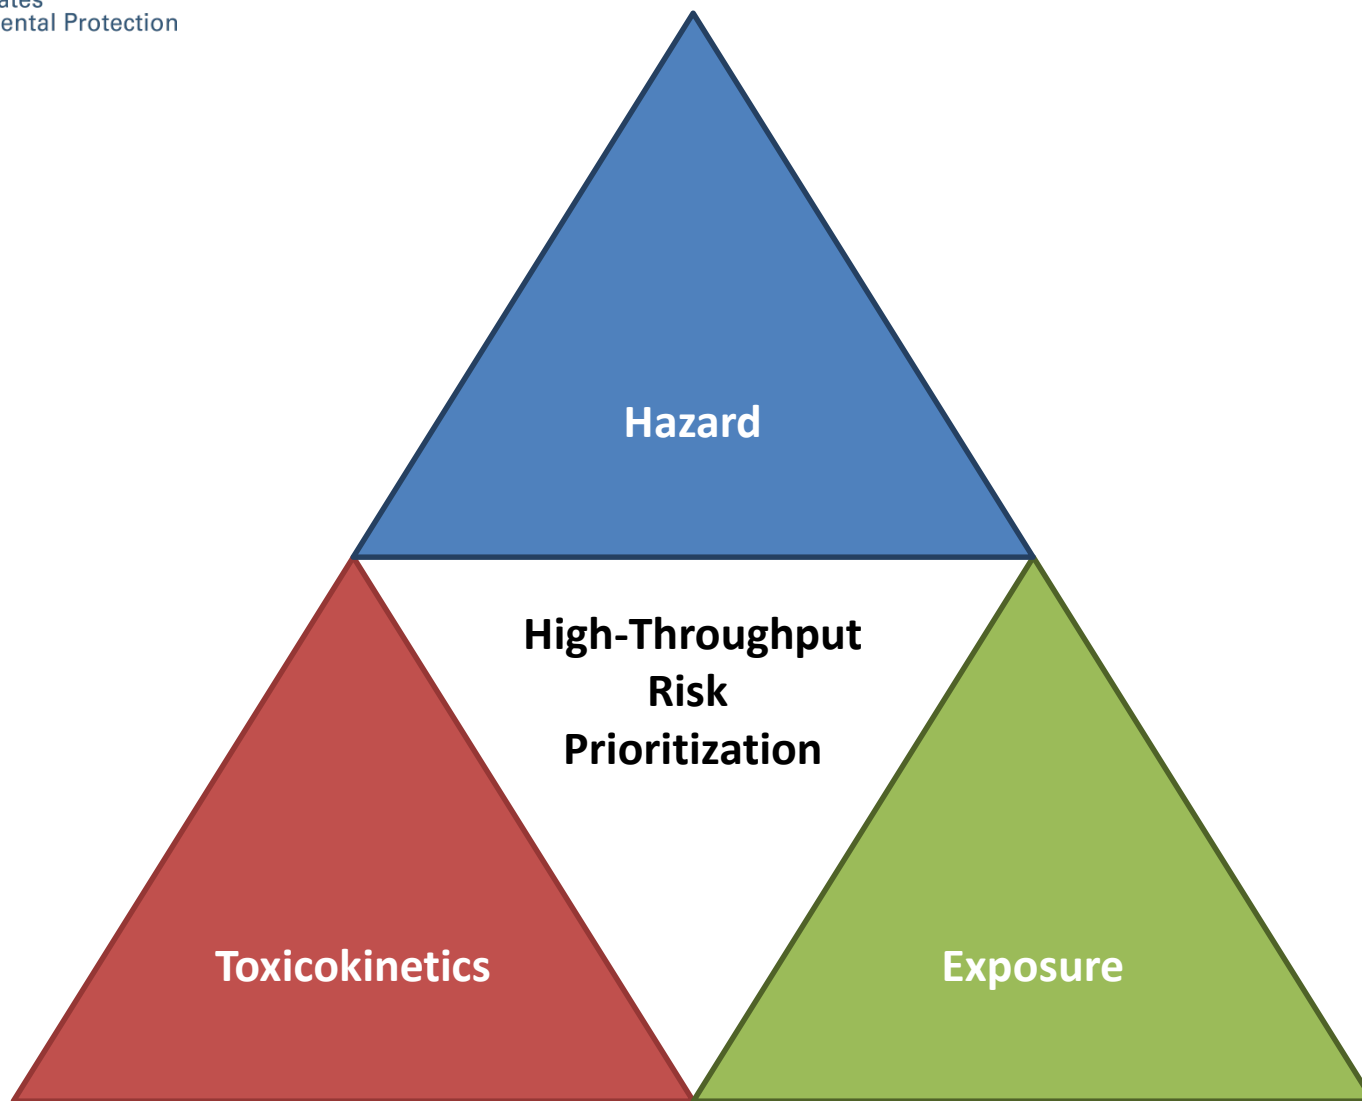 ental Protection
Hazard
High-Throughput
Risk
Prioritization
Toxicokinetics
Exposure